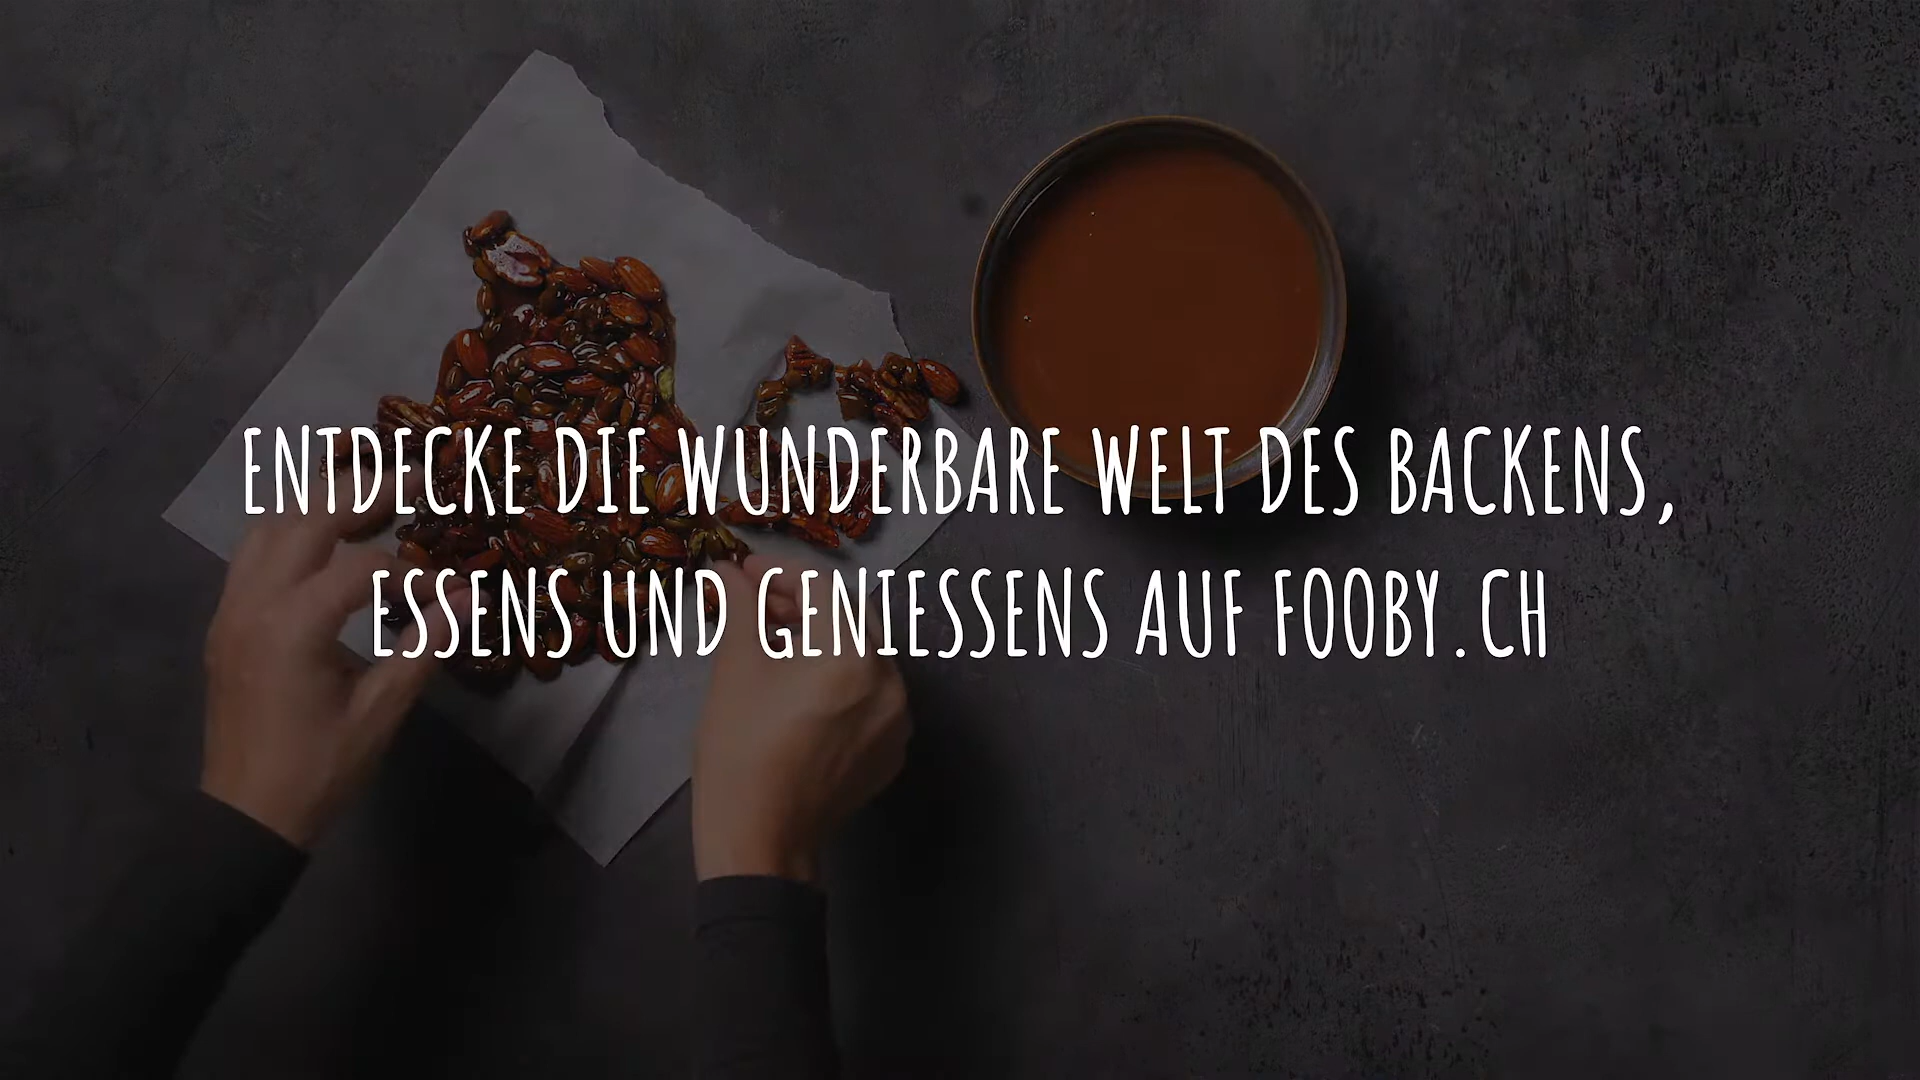 ENTDECKE DIE WUNDERBARE WELT DES BACKENS,
ESSENS UND GENIESSENS AUF FOOBY.CH